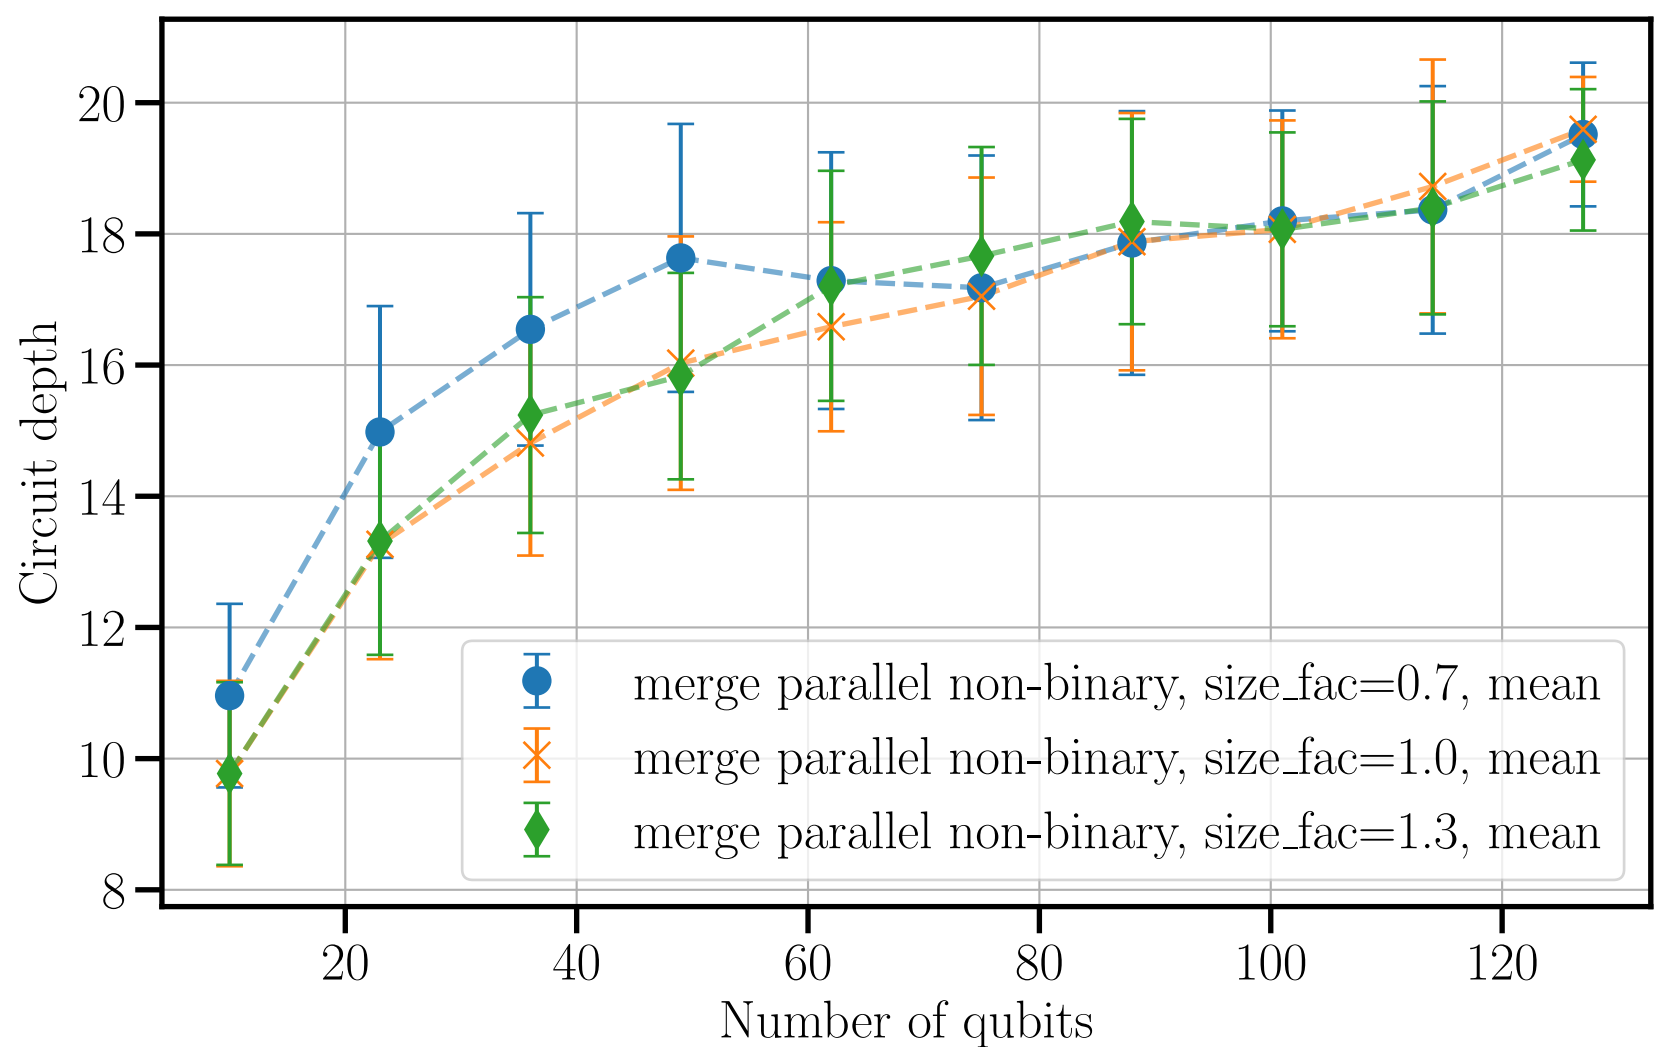 20
18
16
14
12
10
8
Circuit depth
merge parallel non-binary, size_fac=0.7, mean
merge parallel non-binary, size_fac=1.0, mean
merge parallel non-binary, size_fac=1.3, mean
20 40 60 80 100 120
Number of qubits